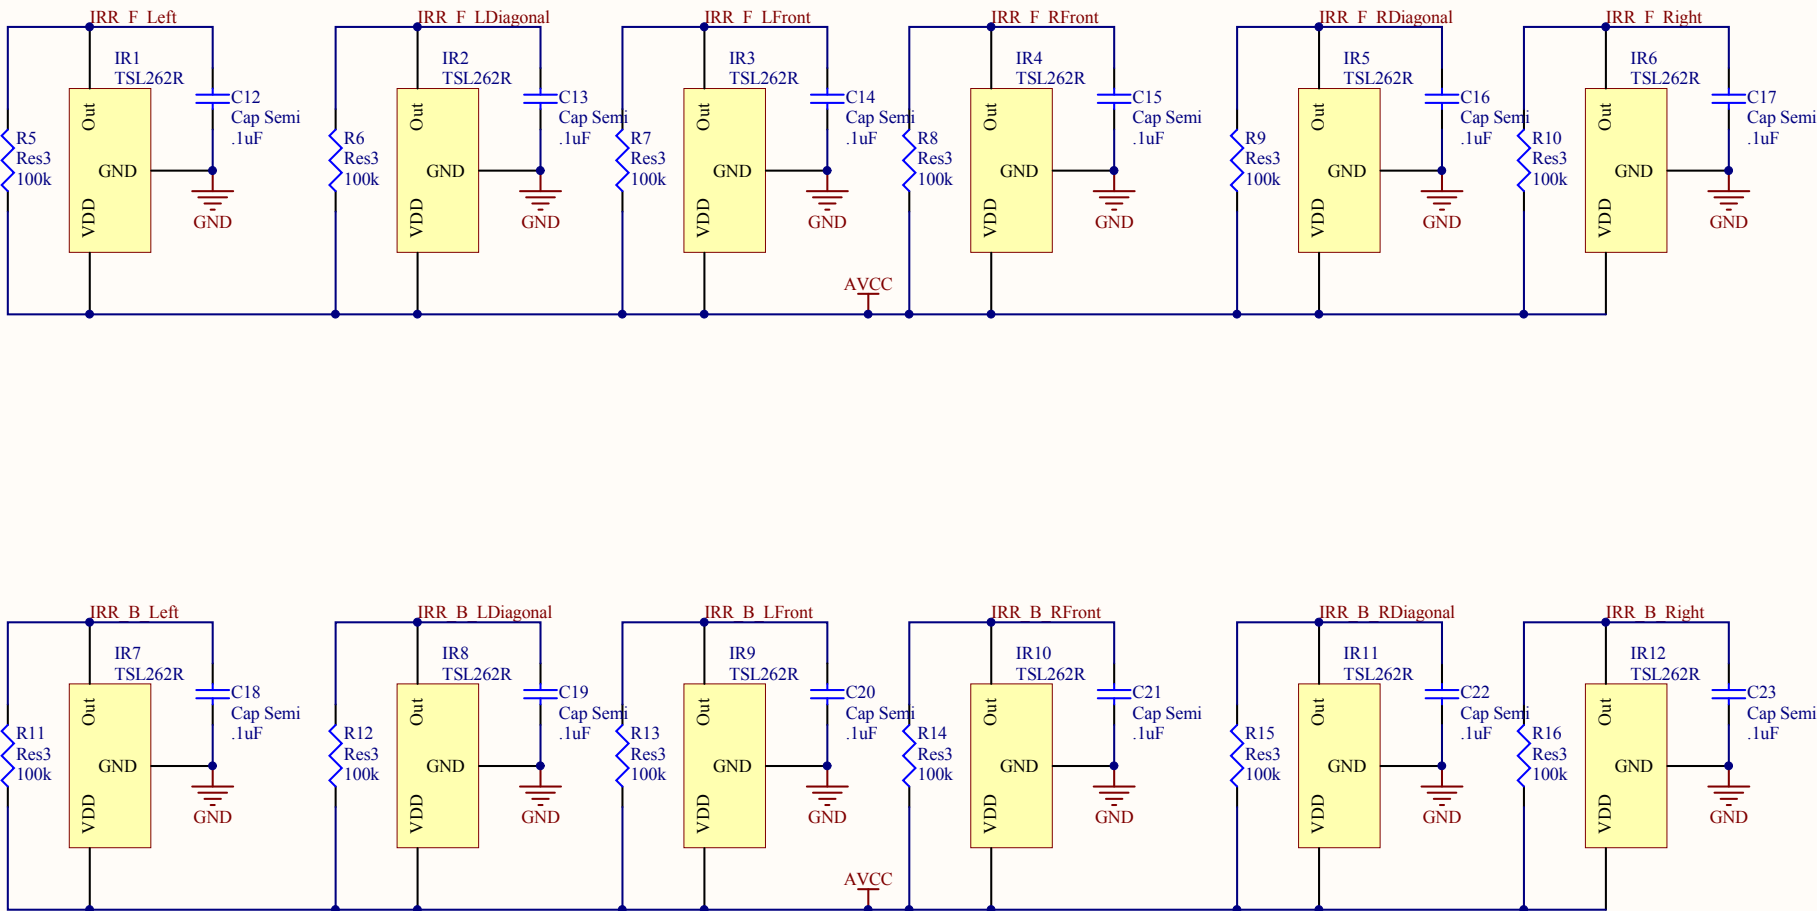 IRR_F_Left
IRR_F_LDiagonal
IRR_F_LFront
IRR_F_RFront
IRR_F_RDiagonal
IRR_F_Right
IR1
TSL262R
Out
GND
VDD
C12
Cap Semi
.1uF
R5
Res3
100k
GND
IR2
TSL262R
Out
GND
VDD
C13
Cap Semi
.1uF
R6
Res3
100k
GND
IR3
TSL262R
Out
GND
VDD
C14
Cap Semi
.1uF
R7
Res3
100k
GND
IR4
TSL262R
Out
GND
VDD
C15
Cap Semi
.1uF
R8
Res3
100k
GND
IR5
TSL262R
Out
GND
VDD
C16
Cap Semi
.1uF
R9
Res3
100k
GND
IR6
TSL262R
Out
GND
VDD
C17
Cap Semi
.1uF
R10
Res3
100k
GND
AVCC
IRR_B_Left
IRR_B_LDiagonal
IRR_B_LFront
IRR_B_RFront
IRR_B_RDiagonal
IRR_B_Right
IR7
TSL262R
Out
GND
VDD
C18
Cap Semi
.1uF
R11
Res3
100k
GND
IR8
TSL262R
Out
GND
VDD
C19
Cap Semi
.1uF
R12
Res3
100k
GND
IR9
TSL262R
Out
GND
VDD
C20
Cap Semi
.1uF
R13
Res3
100k
GND
IR10
TSL262R
Out
GND
VDD
C21
Cap Semi
.1uF
R14
Res3
100k
GND
IR11
TSL262R
Out
GND
VDD
C22
Cap Semi
.1uF
R15
Res3
100k
GND
IR12
TSL262R
Out
GND
VDD
C23
Cap Semi
.1uF
R16
Res3
100k
GND
AVCC